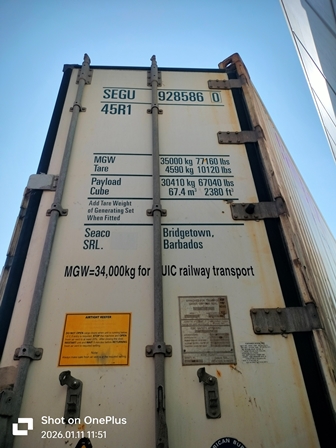 SEGU 928586 0
45R1
MGW 35000 kg 77160 lbs
Tare 4590 kg 10120 lbs
Payload 30410 kg 67040 lbs
Cube 67.4 m³ 2380 ft³
Add Tare Weight
of Generating Set
When Fitted
Seaco Bridgetown,
SRL. Barbados
MGW=34,000kg for UIC railway transport
Shot on OnePlus
2026.01.11 11:51